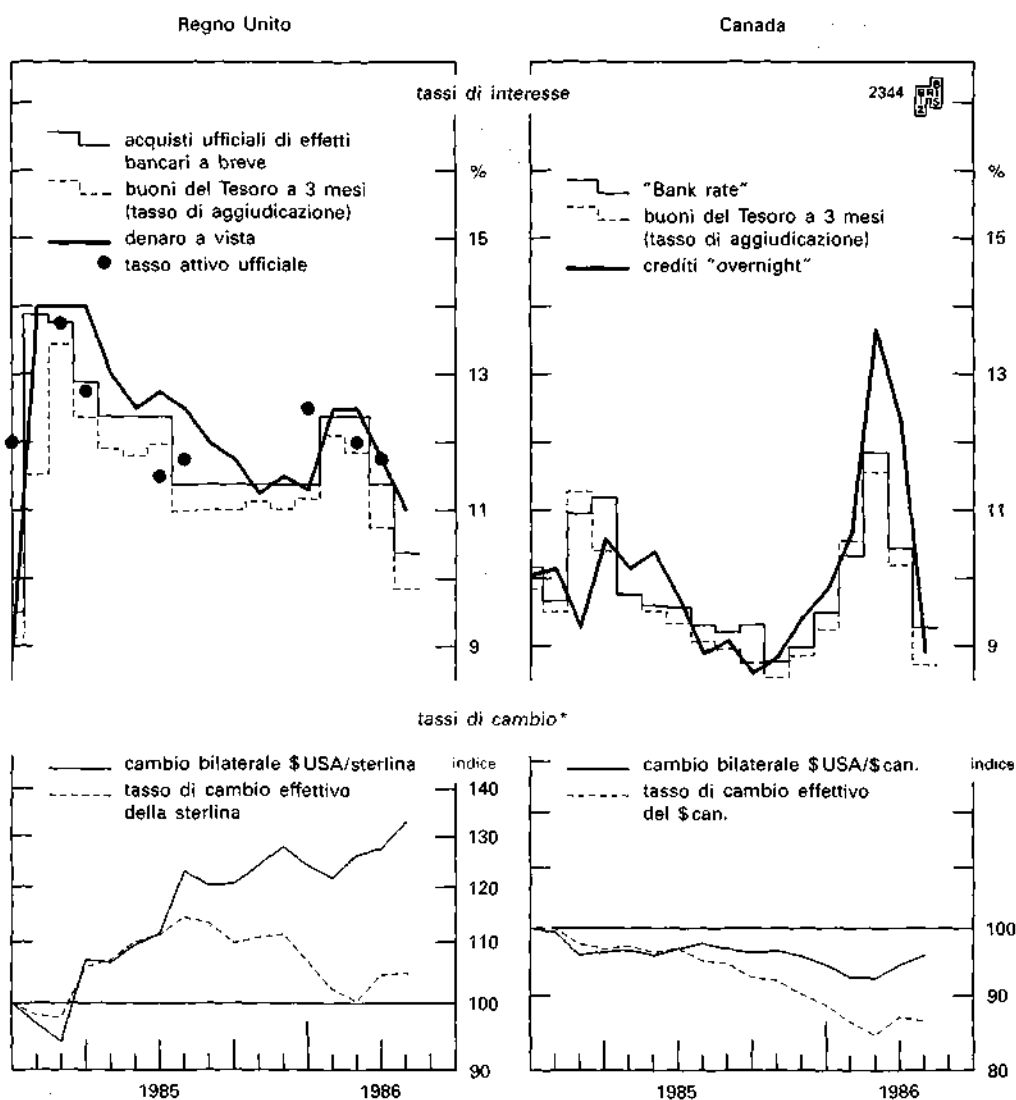 Regno Unito
Canada
tassi di interesse
2344
acquisti ufficiali di effetti
bancari a breve
buoni del Tesoro a 3 mesi
(tasso di aggiudicazione)
denaro a vista
tasso attivo ufficiale
%
15
13
11
9
"Bank rate"
buoni del Tesoro a 3 mesi
(tasso di aggiudicazione)
crediti "overnight"
%
15
13
11
9
tassi di cambio*
cambio bilaterale $USA/sterlina
tasso di cambio effettivo
della sterlina
indice
140
130
120
110
100
90
1985
1986
cambio bilaterale $USA/$can.
tasso di cambio effettivo
del $can.
indice
100
90
80
1985
1986